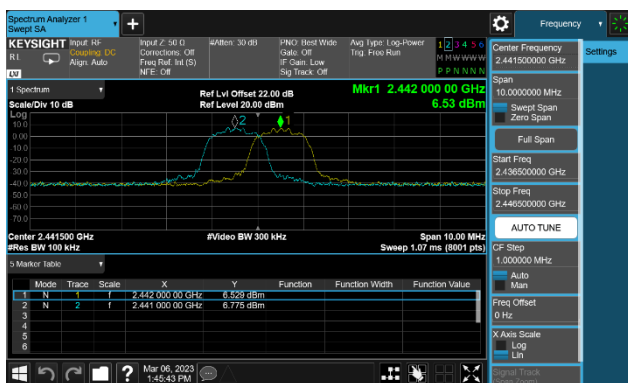 Spectrum Analyzer 1
Swept SA
Frequency
KEYSIGHT
Input: RF
Input Z: 50 Ω
#Atten: 30 dB
PNO: Best Wide
Avg Type: Log-Power
1 2 3 4 5 6
RL
Coupling: DC
Corrections: Off
Gate: Off
Trig: Free Run
M M W W W W
Align: Auto
Freq Ref: Int (S)
IF Gain: Low
NFE: Off
Sig Track: Off
P P N N N N
LXI
1 Spectrum
Ref Lvl Offset 22.00 dB
Mkr1 2.442 000 00 GHz
Scale/Div 10 dB
Ref Level 20.00 dBm
6.53 dBm
Log
10.0
0.00
-10.0
-20.0
-30.0
-40.0
-50.0
-60.0
-70.0
2
1
Center 2.441500 GHz
#Video BW 300 kHz
Span 10.00 MHz
#Res BW 100 kHz
Sweep 1.07 ms (8001 pts)
5 Marker Table
Mode Trace Scale X Y Function Function Width Function Value
1 N 1 f 2.442 000 00 GHz 6.529 dBm
2 N 2 f 2.441 000 00 GHz 6.775 dBm
3
4
5
6
Mar 06, 2023
1:45:43 PM
Center Frequency
2.441500000 GHz
Settings
Span
10.0000000 MHz
Swept Span
Zero Span
Full Span
Start Freq
2.436500000 GHz
Stop Freq
2.446500000 GHz
AUTO TUNE
CF Step
1.000000 MHz
Auto
Man
Freq Offset
0 Hz
X Axis Scale
Log
Lin
Signal Track
(Span Zoom)